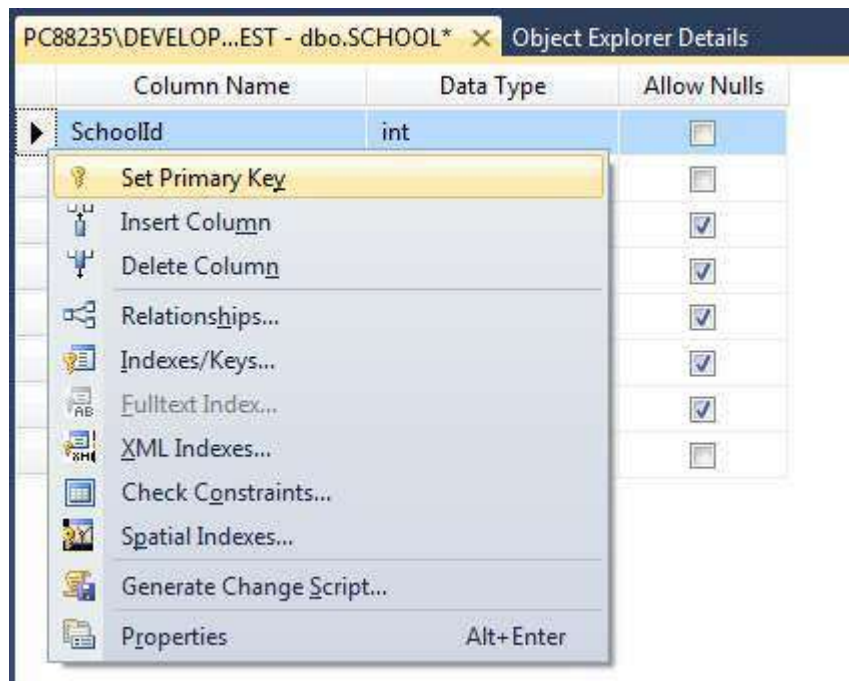 PC88235\DEVELOP...EST - dbo.SCHOOL* Object Explorer Details
Column Name Data Type Allow Nulls
SchoolId int
Set Primary Key
Insert Column
Delete Column
Relationships...
Indexes/Keys...
Fulltext Index...
XML Indexes...
Check Constraints...
Spatial Indexes...
Generate Change Script...
Properties Alt+Enter